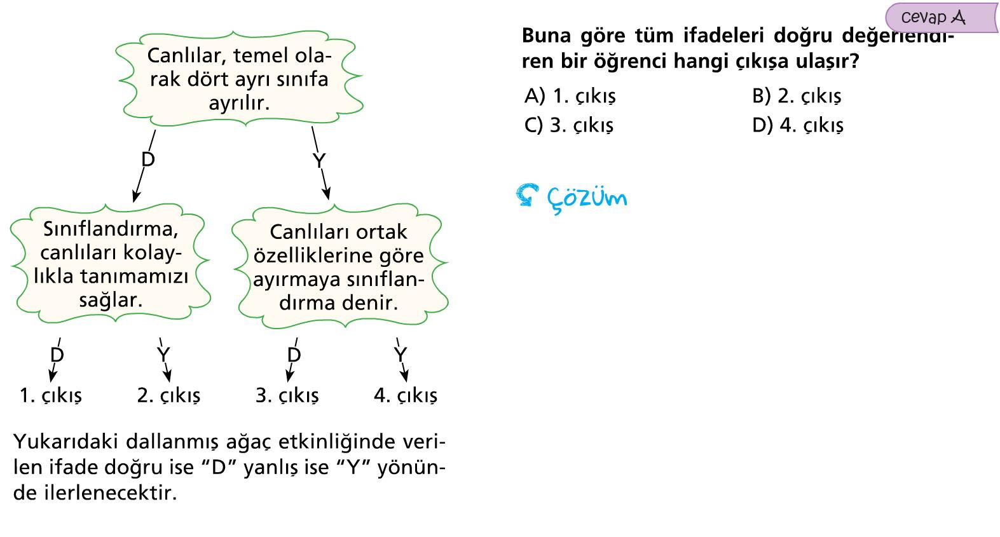 Canlılar, temel ola-
rak dört ayrı sınıfa
ayrılır.
D
Y
Sınıflandırma,
canlıları kolay-
lıkla tanımamızı
sağlar.
Canlıları ortak
özelliklerine göre
ayırmaya sınıflan-
dırma denir.
D
Y
D
Y
1. çıkış
2. çıkış
3. çıkış
4. çıkış
Yukarıdaki dallanmış ağaç etkinliğinde veri-
len ifade doğru ise “D” yanlış ise “Y” yönün-
de ilerlenecektir.
cevap A
Buna göre tüm ifadeleri doğru değerlendi-
ren bir öğrenci hangi çıkışa ulaşır?
A) 1. çıkış
B) 2. çıkış
C) 3. çıkış
D) 4. çıkış
çözüm